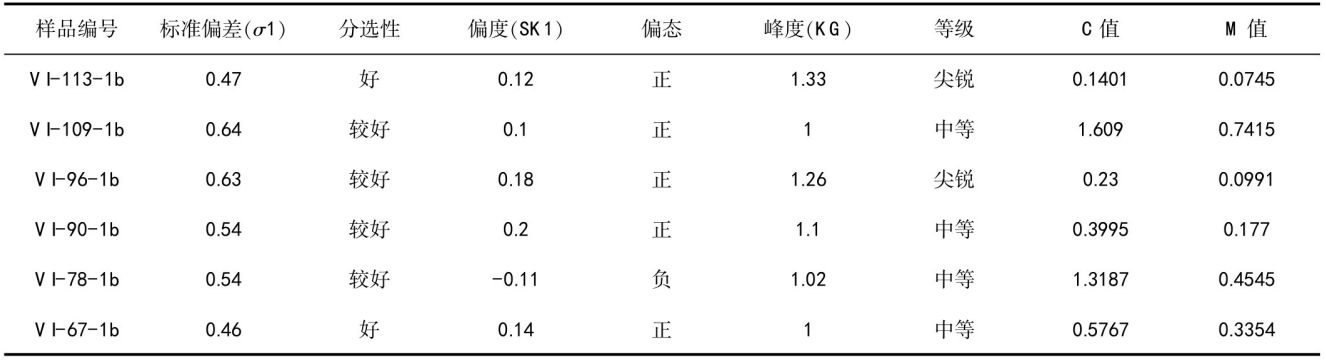 样品编号 标准偏差(σ1) 分选性 偏度(SK1) 偏态 峰度(KG) 等级 C 值 M 值
VI-113-1b 0.47 好 0.12 正 1.33 尖锐 0.1401 0.0745
VI-109-1b 0.64 较好 0.1 正 1 中等 1.609 0.7415
VI-96-1b 0.63 较好 0.18 正 1.26 尖锐 0.23 0.0991
VI-90-1b 0.54 较好 0.2 正 1.1 中等 0.3995 0.177
VI-78-1b 0.54 较好 -0.11 负 1.02 中等 1.3187 0.4545
VI-67-1b 0.46 好 0.14 正 1 中等 0.5767 0.3354